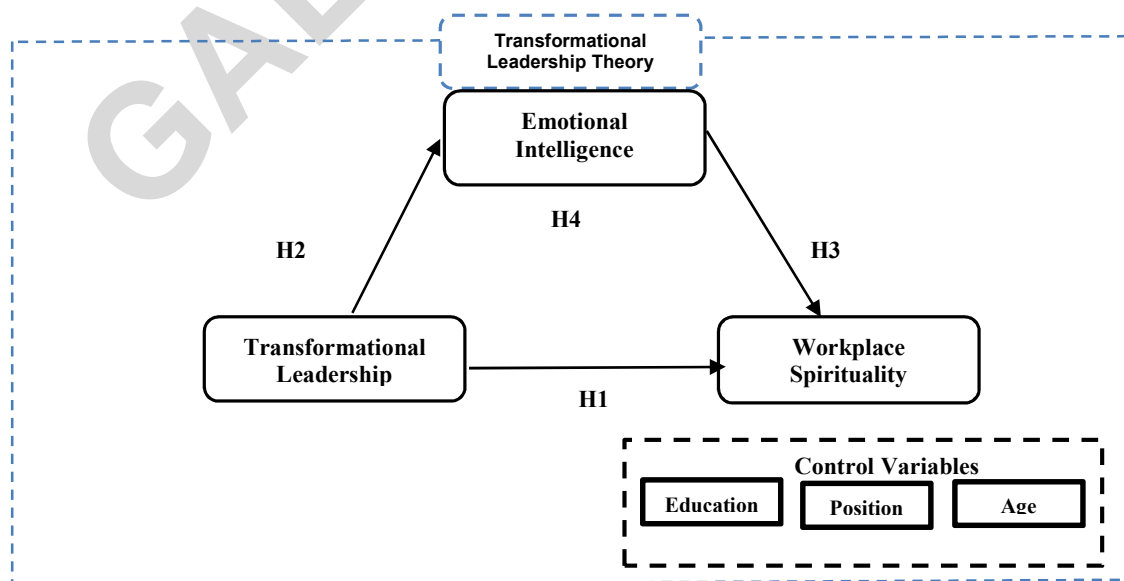 Transformational
Leadership Theory
Emotional
Intelligence
H4
H2
H3
Transformational
Leadership
Workplace
Spirituality
H1
Control Variables
Education
Position
Age